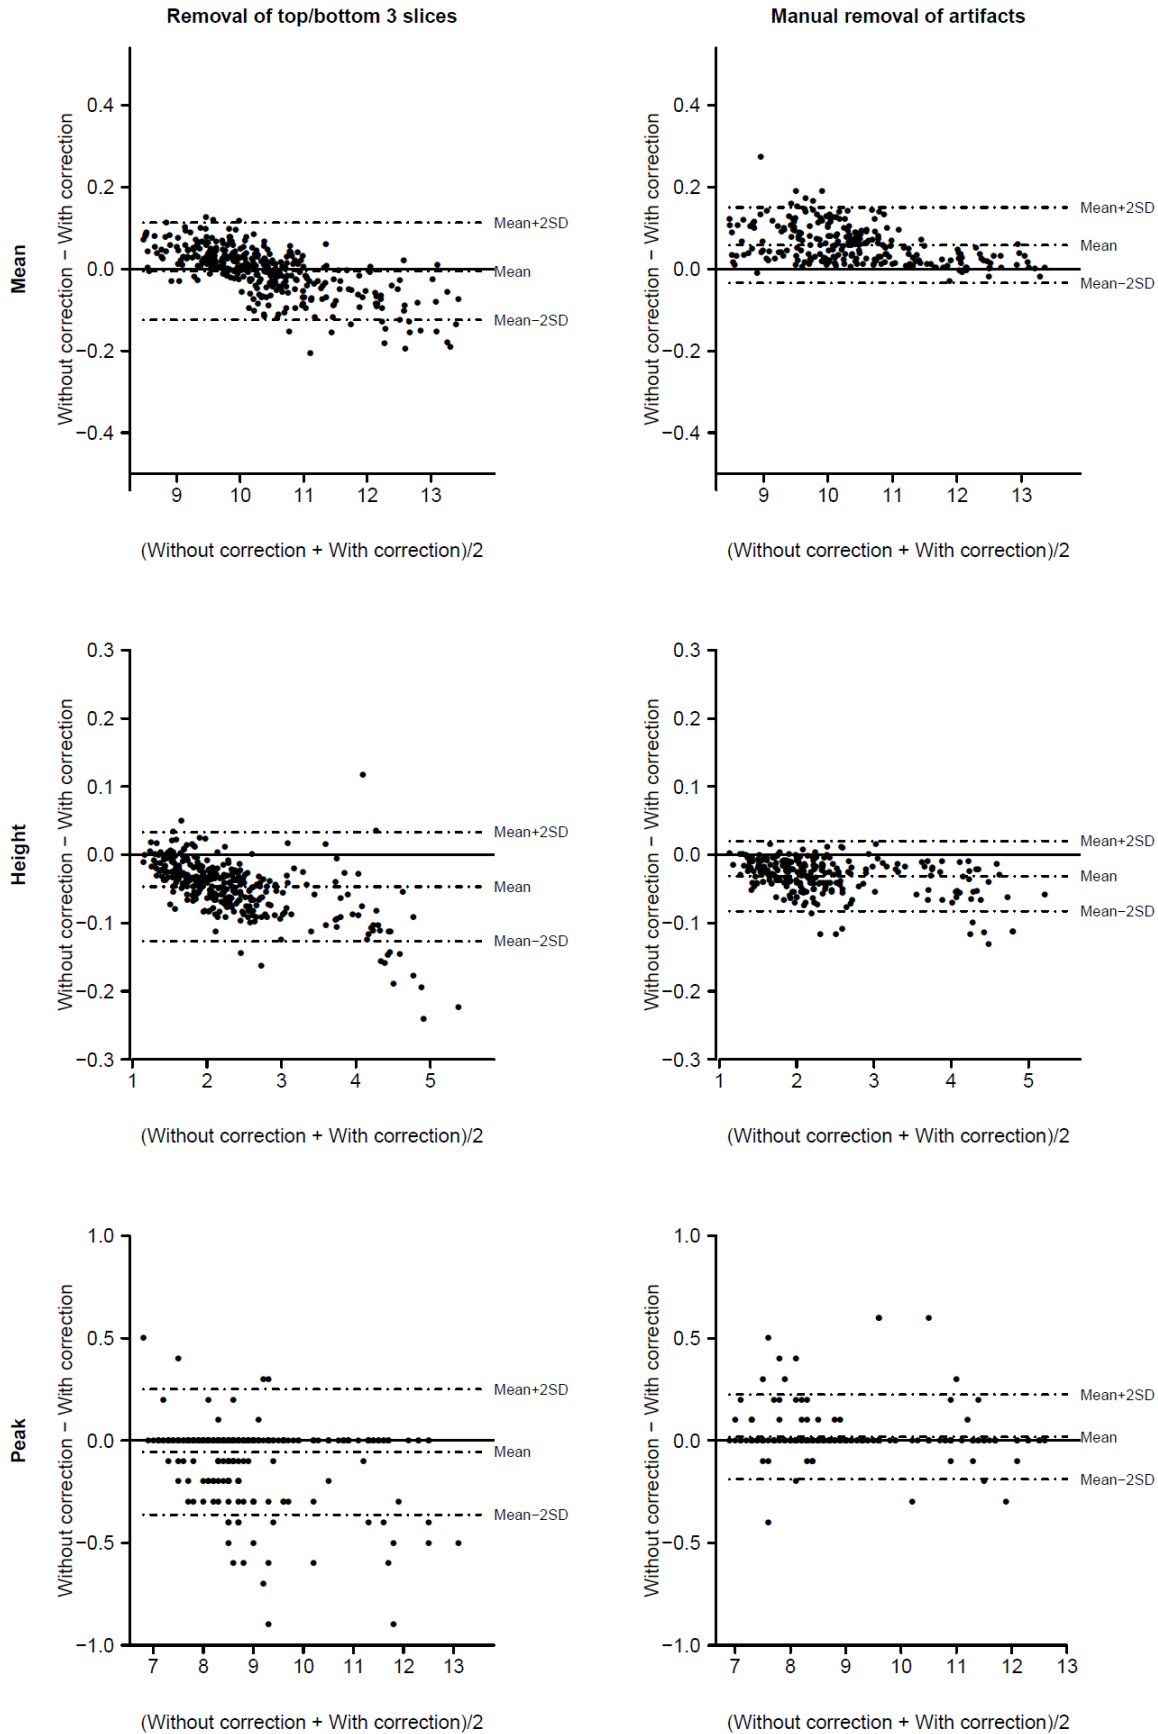 Removal of top/bottom 3 slices
Manual removal of artifacts
Mean
Without correction − With correction
0.4
0.2
0.0
−0.2
−0.4
Mean+2SD
Mean
Mean−2SD
9 10 11 12 13
(Without correction + With correction)/2
Without correction − With correction
0.4
0.2
0.0
−0.2
−0.4
Mean+2SD
Mean
Mean−2SD
9 10 11 12 13
(Without correction + With correction)/2
Height
Without correction − With correction
0.3
0.2
0.1
0.0
−0.1
−0.2
−0.3
Mean+2SD
Mean
Mean−2SD
1 2 3 4 5
(Without correction + With correction)/2
Without correction − With correction
0.3
0.2
0.1
0.0
−0.1
−0.2
−0.3
Mean+2SD
Mean
Mean−2SD
1 2 3 4 5
(Without correction + With correction)/2
Peak
Without correction − With correction
1.0
0.5
0.0
−0.5
−1.0
Mean+2SD
Mean
Mean−2SD
7 8 9 10 11 12 13
(Without correction + With correction)/2
Without correction − With correction
1.0
0.5
0.0
−0.5
−1.0
Mean+2SD
Mean
Mean−2SD
7 8 9 10 11 12 13
(Without correction + With correction)/2